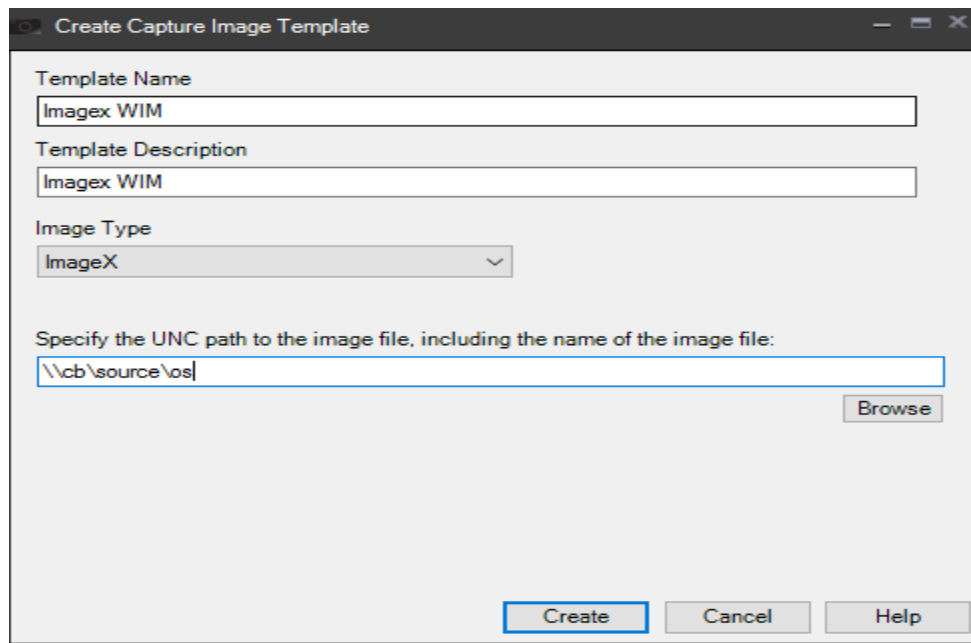 Create Capture Image Template
Template Name
Imagex WIM
Template Description
Imagex WIM
Image Type
ImageX
Specify the UNC path to the image file, including the name of the image file:
\\cb\source\os
Browse
Create Cancel Help